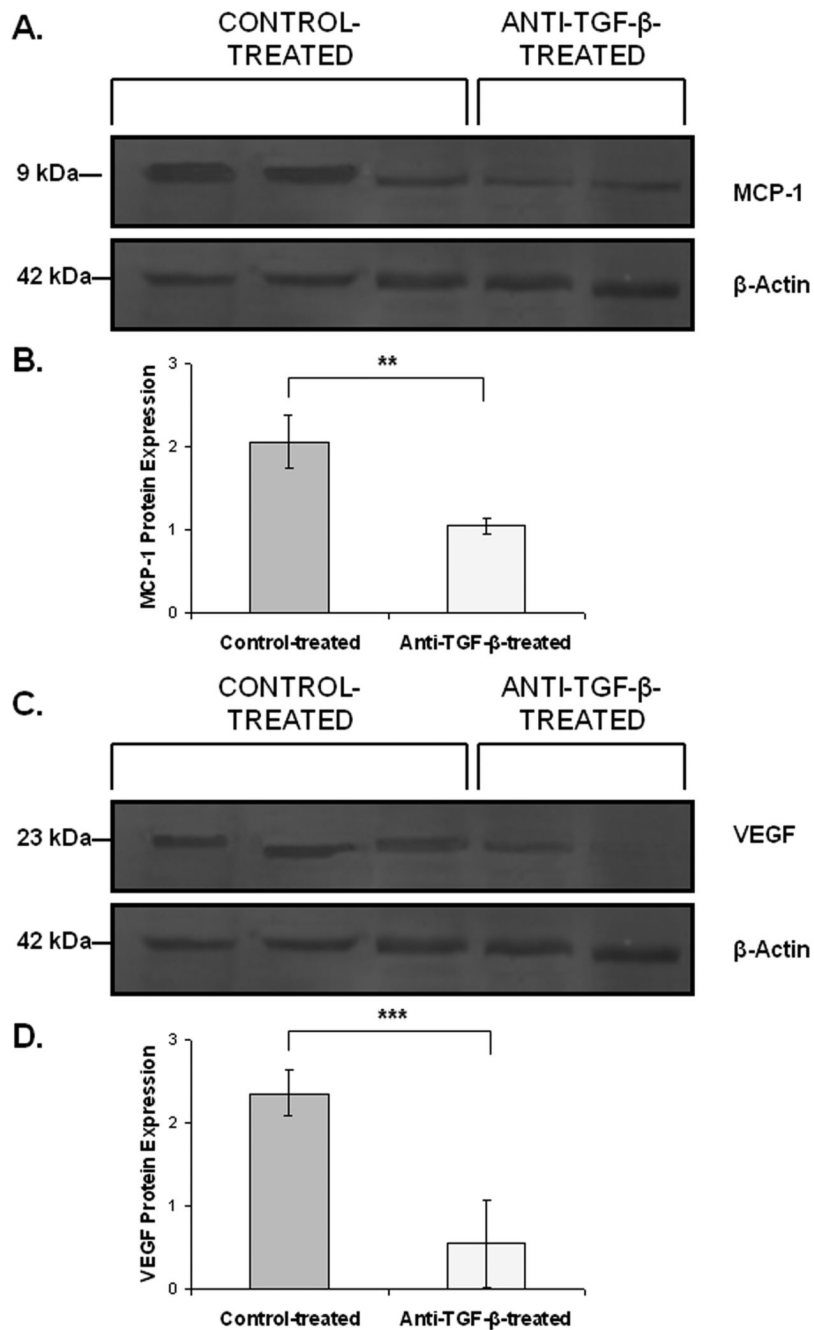 A.
CONTROL-
TREATED
ANTI-TGF-β-
TREATED
9 kDa
MCP-1
42 kDa
β-Actin
B.
MCP-1 Protein Expression
3
2
1
0
**
Control-treated
Anti-TGF-β-treated
C.
CONTROL-
TREATED
ANTI-TGF-β-
TREATED
23 kDa
VEGF
42 kDa
β-Actin
D.
VEGF Protein Expression
3
2
1
0
***
Control-treated
Anti-TGF-β-treated